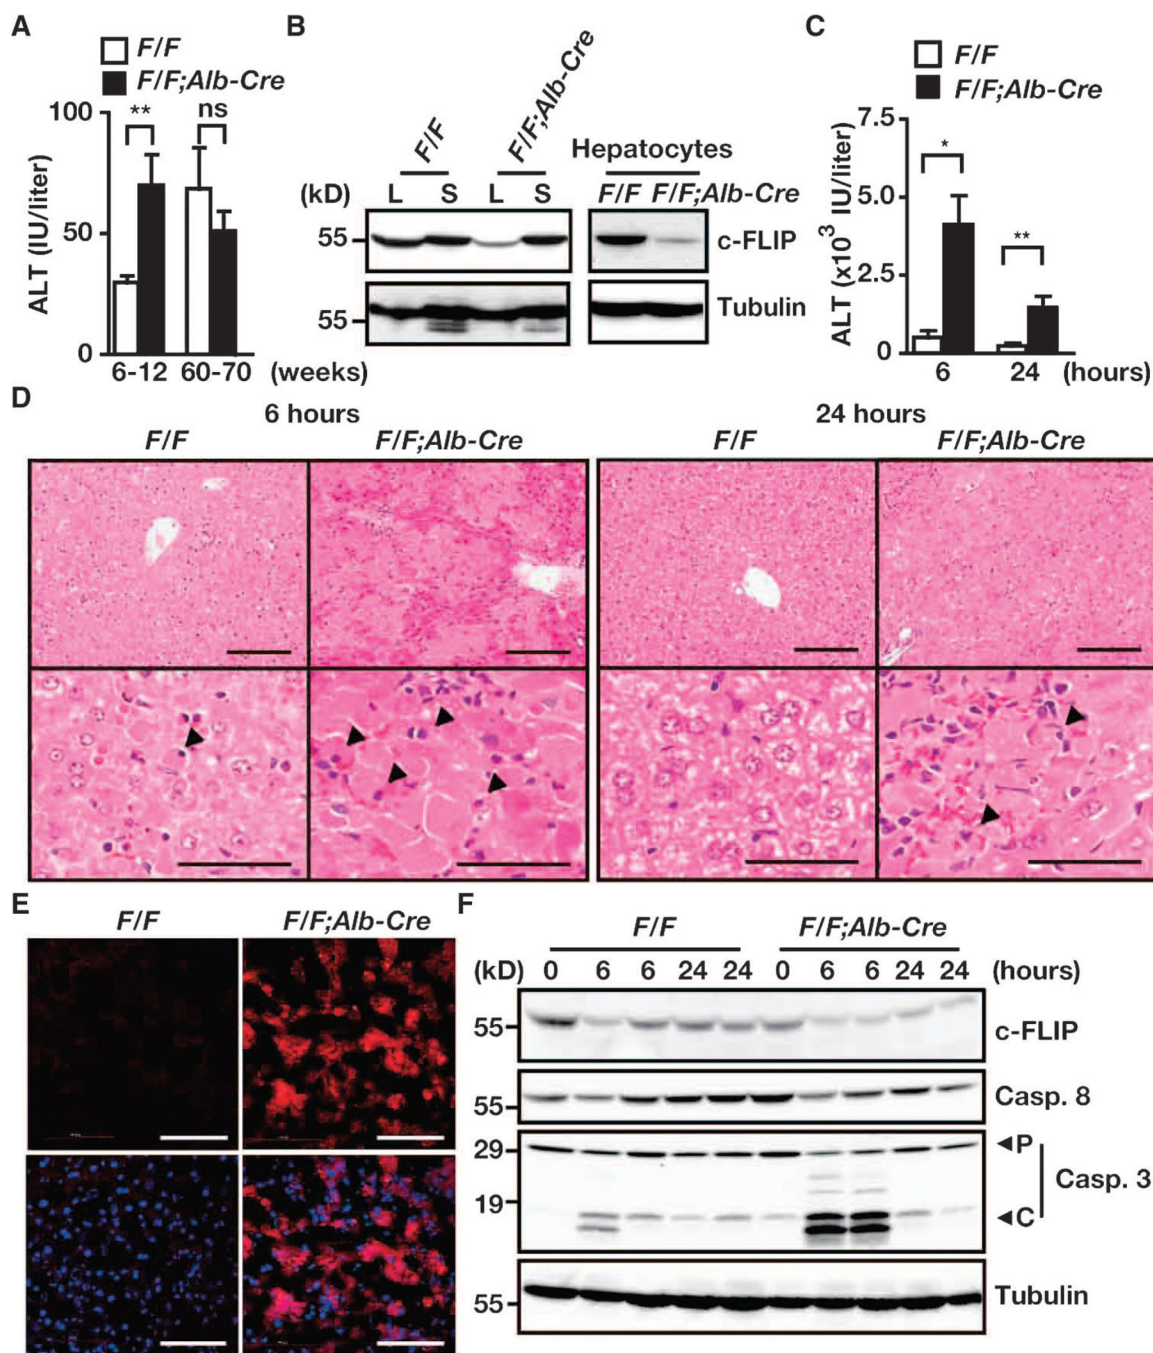 A
F/F
F/F;Alb-Cre
**
ns
100
50
0
ALT (IU/liter)
6-12 60-70 (weeks)
B
F/F
F/F;Alb-Cre
Hepatocytes
(kD) L S L S F/F F/F;Alb-Cre
55 c-FLIP
55 Tubulin
C
F/F
F/F;Alb-Cre
7.5
5.0
2.5
0
ALT (x10³ IU/liter)
*
**
6 24 (hours)
D
6 hours 24 hours
F/F F/F;Alb-Cre F/F F/F;Alb-Cre
E
F/F F/F;Alb-Cre
F
F/F F/F;Alb-Cre
(kD) 0 6 6 24 24 0 6 6 24 24 (hours)
55 c-FLIP
55 Casp. 8
29 P
Casp. 3
19 C
55 Tubulin